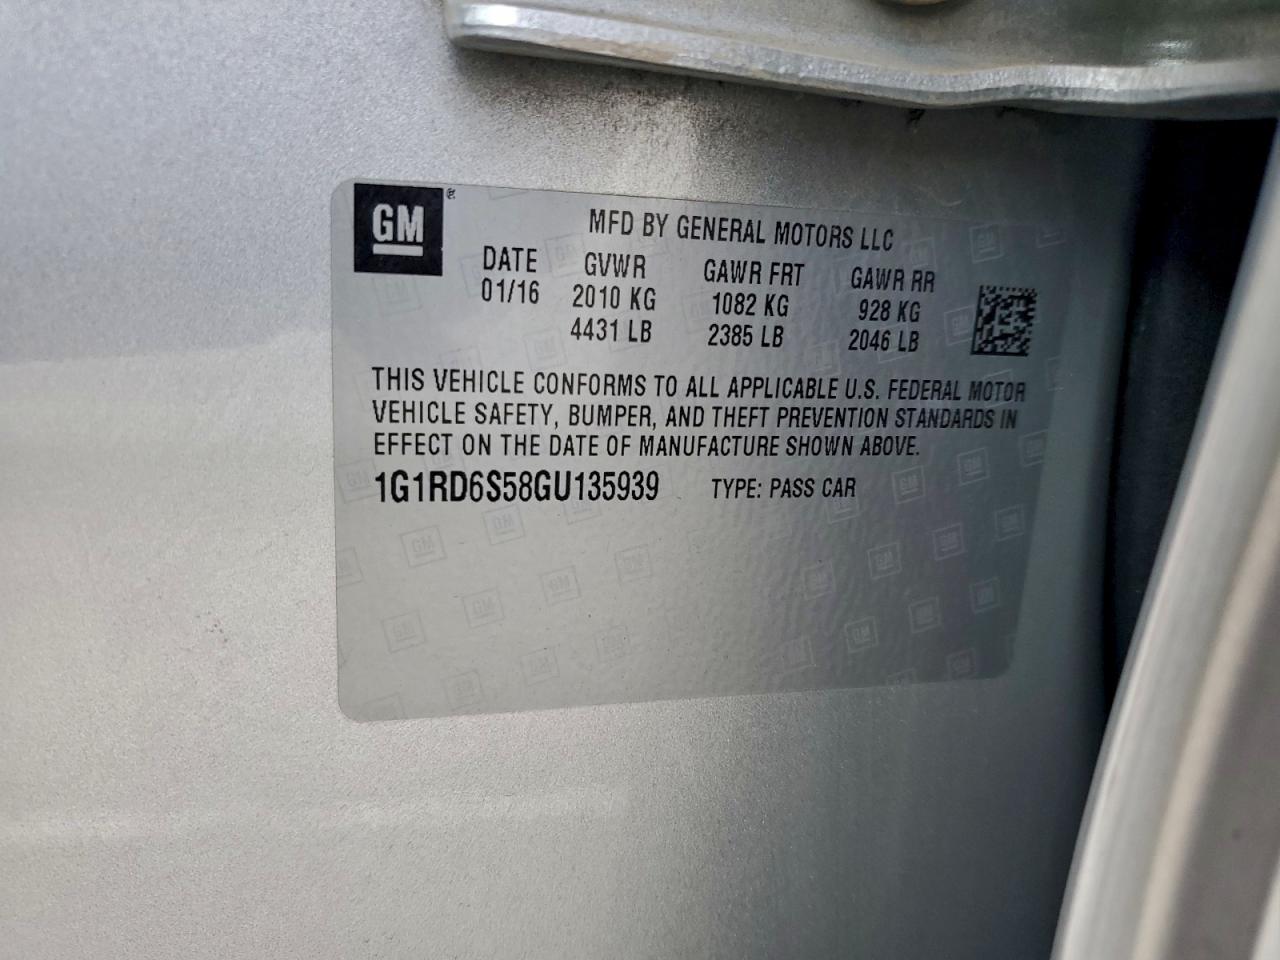 GM®
MFD BY GENERAL MOTORS LLC
DATE GVWR GAWR FRT GAWR RR
01/16 2010 KG 1082 KG 928 KG
4431 LB 2385 LB 2046 LB
THIS VEHICLE CONFORMS TO ALL APPLICABLE U.S. FEDERAL MOTOR
VEHICLE SAFETY, BUMPER, AND THEFT PREVENTION STANDARDS IN
EFFECT ON THE DATE OF MANUFACTURE SHOWN ABOVE.
1G1RD6S58GU135939 TYPE: PASS CAR